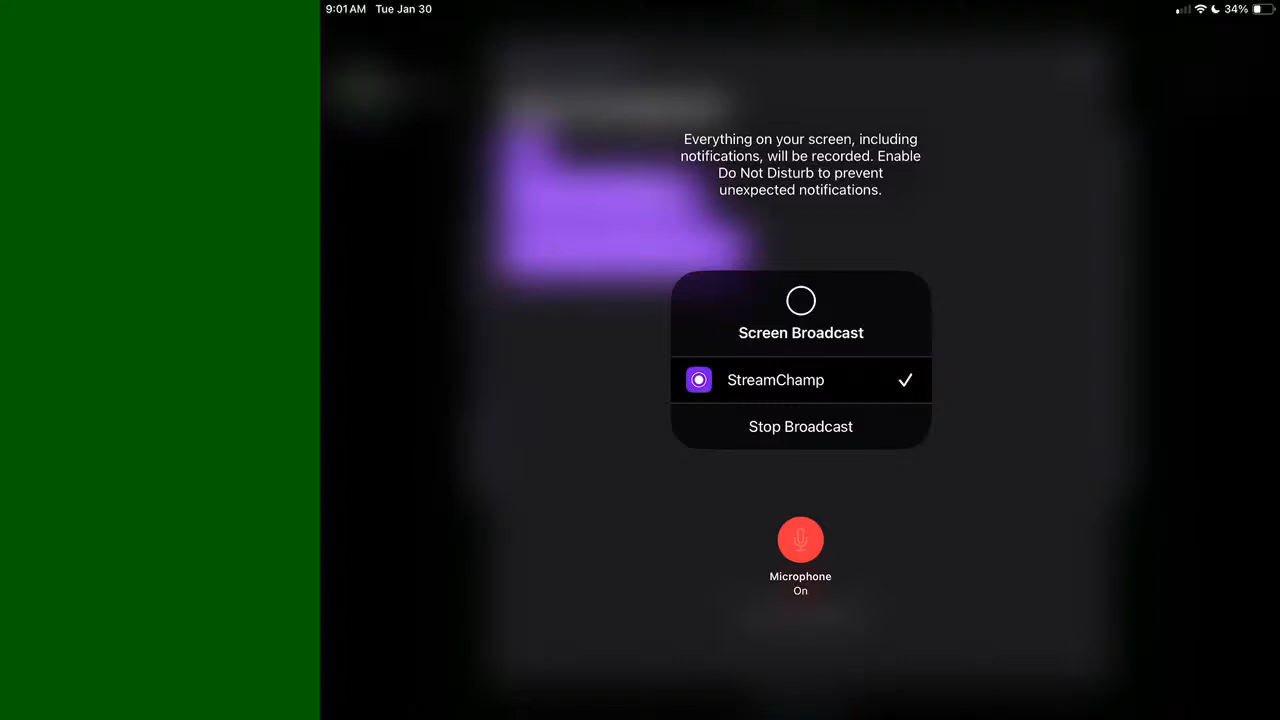 9:01 AM Tue Jan 30
34%
Everything on your screen, including
notifications, will be recorded. Enable
Do Not Disturb to prevent
unexpected notifications.
Screen Broadcast
StreamChamp
Stop Broadcast
Microphone
On